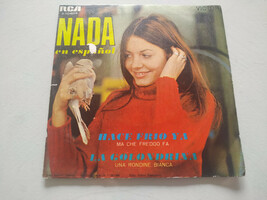 RCA
NADA
en español
HACE FRIO YA
MA CHE FREDDO FA
LA GOLONDRINA
UNA RONDINE BIANCA